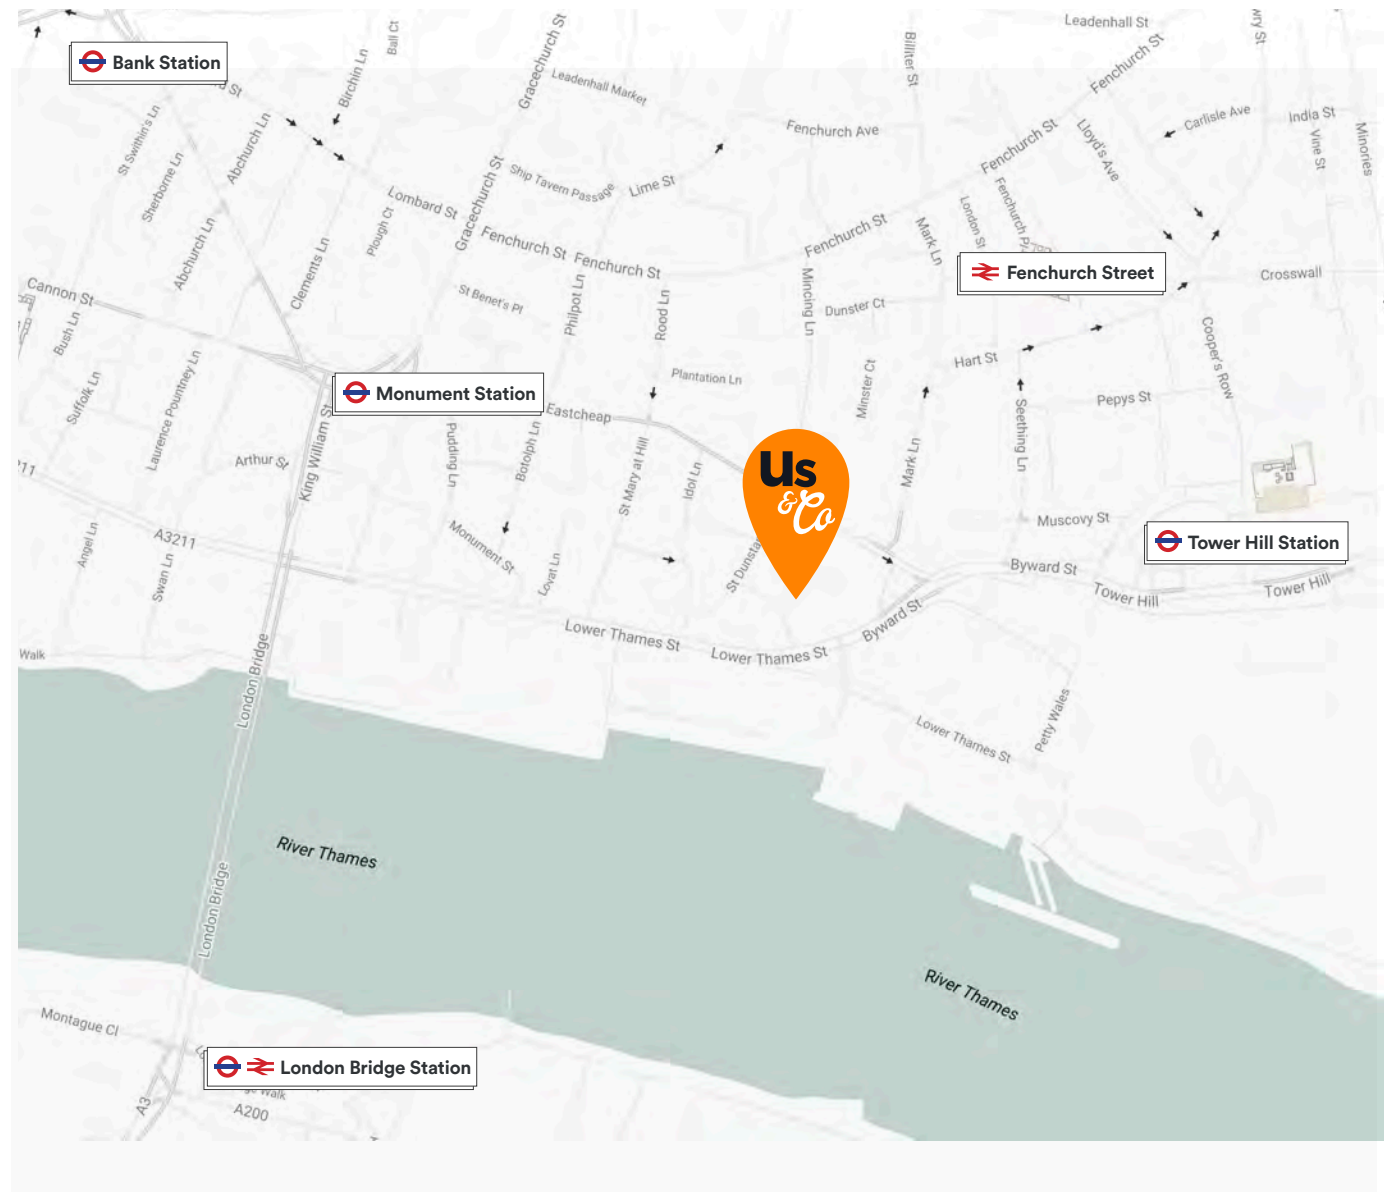 Leadenhall St
Ball Ct
Gracechurch St
Billiter St
Fenchurch St
Bank Station
Birchin Ln
Leadenhall Market
Carlisle Ave
India St
St Swithin's Ln
Abchurch Ln
Fenchurch Ave
Fenchurch St
Lloyd's Ave
Vine St
Minories
Sherborne Ln
Gracechurch St
Ship Tavern Passage
Lime St
Lombard St
Plough Ct
Fenchurch St
Fenchurch St
Fenchurch St
Mark Ln
London St
Fenchurch Pl
Abchurch Ln
Clements Ln
Cannon St
St Benet's Pl
Philpot Ln
Rood Ln
Mincing Ln
Dunster Ct
Fenchurch Street
Crosswall
Bush Ln
Suffolk Ln
Laurence Pountney Ln
Monument Station
Plantation Ln
Minster Ct
Hart St
Cooper's Row
Pepys St
Eastcheap
King William St
Arthur St
Pudding Ln
Botolph Ln
St Mary at Hill
Idol Ln
us
&Co
Mark Ln
Seething Ln
Muscovy St
A3211
Angel Ln
Swan Ln
Monument St
Lovat Ln
St Dunsta
Tower Hill Station
Byward St
Tower Hill
Tower Hill
Byward St
Lower Thames St
Lower Thames St
Walk
London Bridge
Lower Thames St
Petty Wales
River Thames
London Bridge
River Thames
Montague Cl
London Bridge Station
Walk
A3
A200